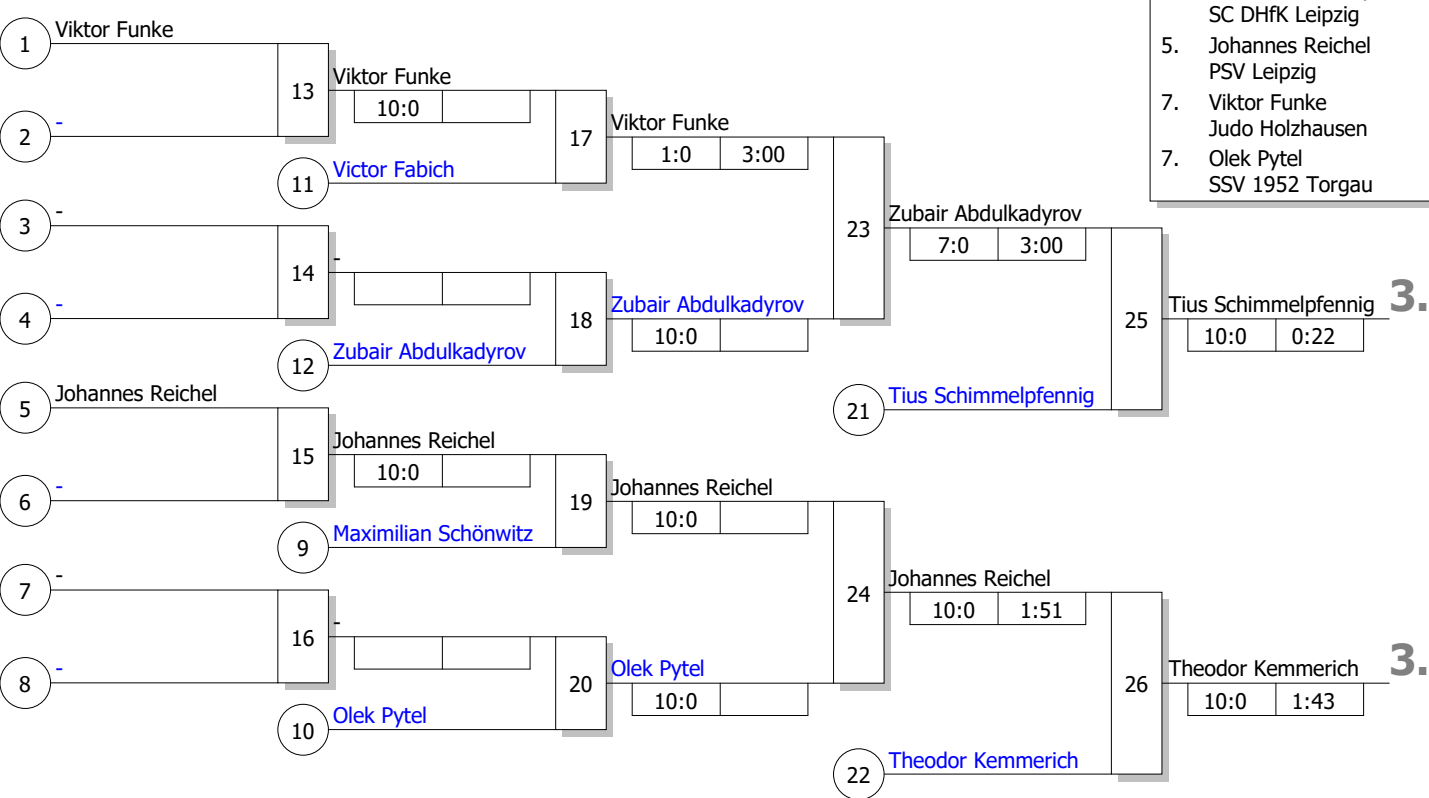 SC DHfK Leipzig
5. Johannes Reichel
PSV Leipzig
7. Viktor Funke
Judo Holzhausen
7. Olek Pytel
SSV 1952 Torgau
1 Viktor Funke
13 Viktor Funke
10:0
2 -
17 Viktor Funke
1:0 3:00
11 Victor Fabich
3 -
23 Zubair Abdulkadyrov
7:0 3:00
14 -
4 -
18 Zubair Abdulkadyrov
10:0
12 Zubair Abdulkadyrov
25 Tius Schimmelpfennig 3.
10:0 0:22
21 Tius Schimmelpfennig
5 Johannes Reichel
15 Johannes Reichel
10:0
6 -
19 Johannes Reichel
10:0
9 Maximilian Schönwitz
7 -
24 Johannes Reichel
10:0 1:51
16 -
8 -
20 Olek Pytel
10:0
10 Olek Pytel
26 Theodor Kemmerich 3.
10:0 1:43
22 Theodor Kemmerich